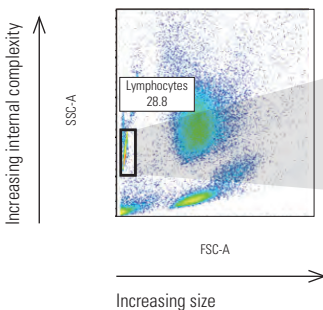 Increasing internal complexity
SSC-A
Lymphocytes
28.8
FSC-A
Increasing size